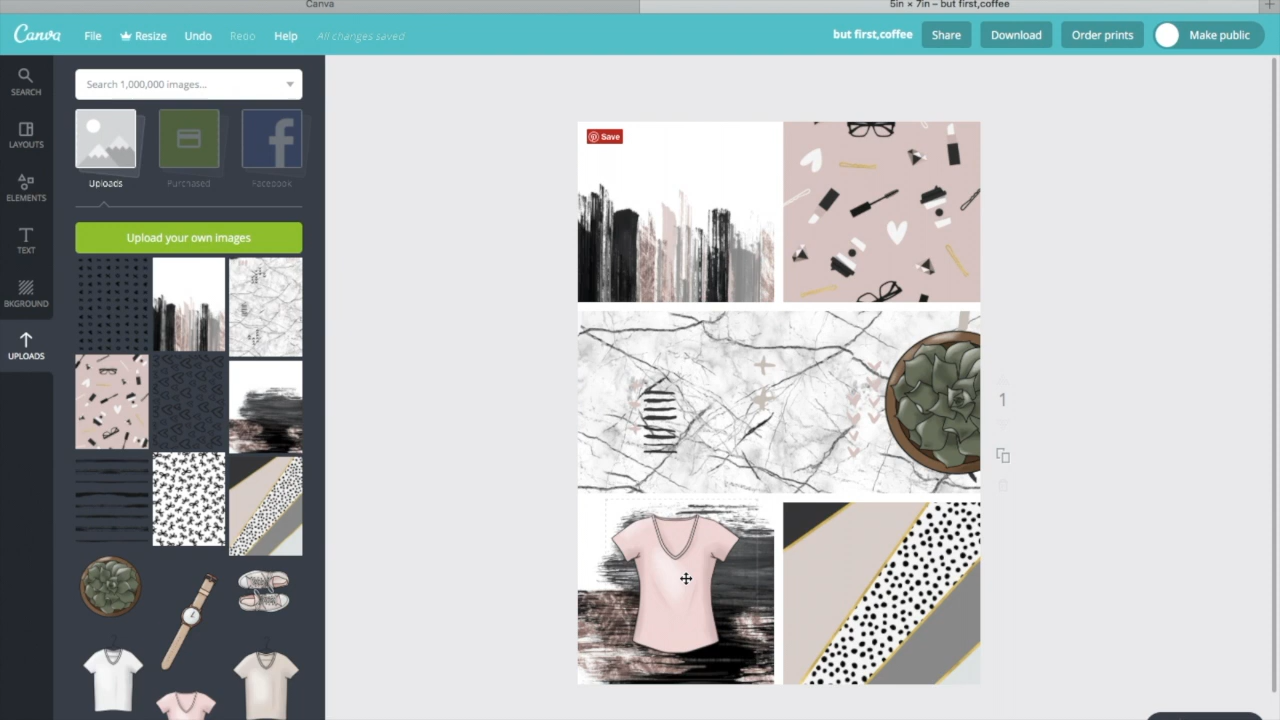 Canva
5in × 7in – but first,coffee
Canva
File
Resize
Undo
Redo
Help
All changes saved
but first,coffee
Share
Download
Order prints
Make public
SEARCH
Search 1,000,000 images...
LAYOUTS
Uploads
Purchased
Facebook
ELEMENTS
TEXT
Upload your own images
BKGROUND
UPLOADS
Save
1